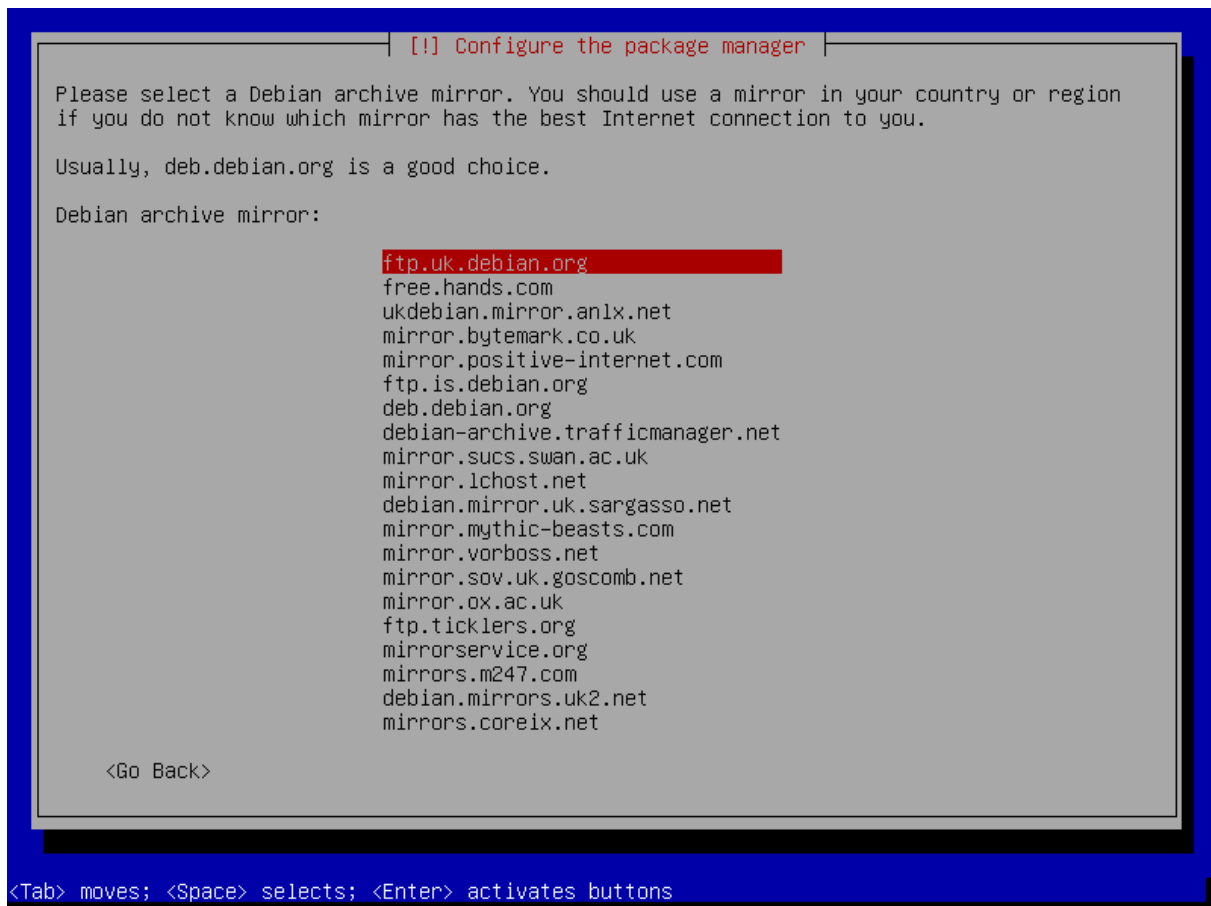 [!] Configure the package manager
Please select a Debian archive mirror. You should use a mirror in your country or region
if you do not know which mirror has the best Internet connection to you.
Usually, deb.debian.org is a good choice.
Debian archive mirror:
ftp.uk.debian.org
free.hands.com
ukdebian.mirror.anlx.net
mirror.bytemark.co.uk
mirror.positive-internet.com
ftp.is.debian.org
deb.debian.org
debian-archive.trafficmanager.net
mirror.sucs.swan.ac.uk
mirror.lchost.net
debian.mirror.uk.sargasso.net
mirror.mythic-beasts.com
mirror.vorboss.net
mirror.sov.uk.goscomb.net
mirror.ox.ac.uk
ftp.ticklers.org
mirrorservice.org
mirrors.m247.com
debian.mirrors.uk2.net
mirrors.coreix.net
<Go Back>
<Tab> moves; <Space> selects; <Enter> activates buttons